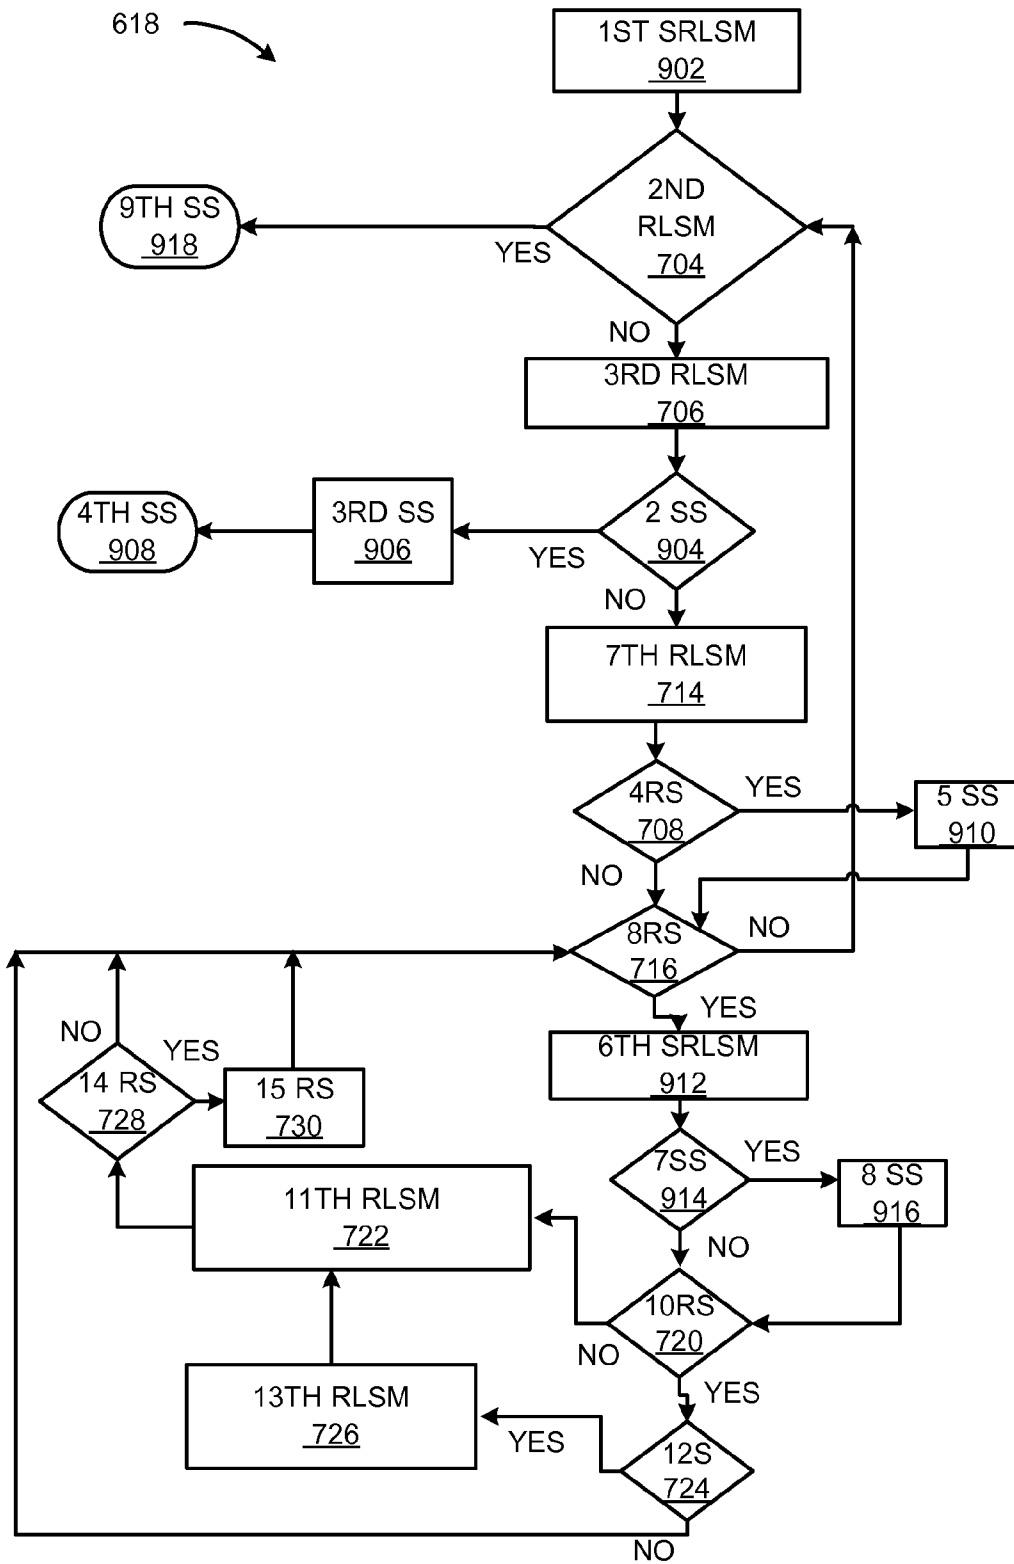 618
1ST SRLSM
902
2ND
RLSM
704
9TH SS
918
YES
NO
3RD RLSM
706
2 SS
904
YES
3RD SS
906
4TH SS
908
NO
7TH RLSM
714
4RS
708
YES
5 SS
910
NO
8RS
716
NO
YES
6TH SRLSM
912
NO
14 RS
728
YES
15 RS
730
7SS
914
YES
8 SS
916
NO
11TH RLSM
722
10RS
720
NO
YES
13TH RLSM
726
YES
12S
724
NO